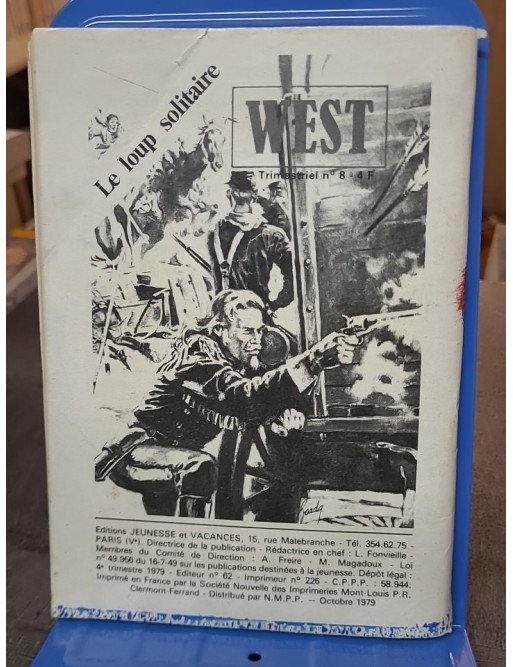 Le loup solitaire
WEST
Trimestriel n° 8 - 4 F
Editions JEUNESSE et VACANCES, 15, rue Malebranche - Tél. 354.62.75 -
PARIS (Vᵉ). Directrice de la publication - Rédactrice en chef : L. Fonvieille -
Membres du Comité de Direction : A. Freire - M. Magadoux - Loi
n° 49.956 du 16-7-49 sur les publications destinées à la jeunesse. Dépôt légal :
4ᵉ trimestre 1979 - Editeur n° 62 - Imprimeur n° 226 - C.P.P.P. : 58.944.
Imprimé en France par la Société Nouvelle des Imprimeries Mont-Louis P.R.
Clermont-Ferrand - Distribué par N.M.P.P. — Octobre 1979